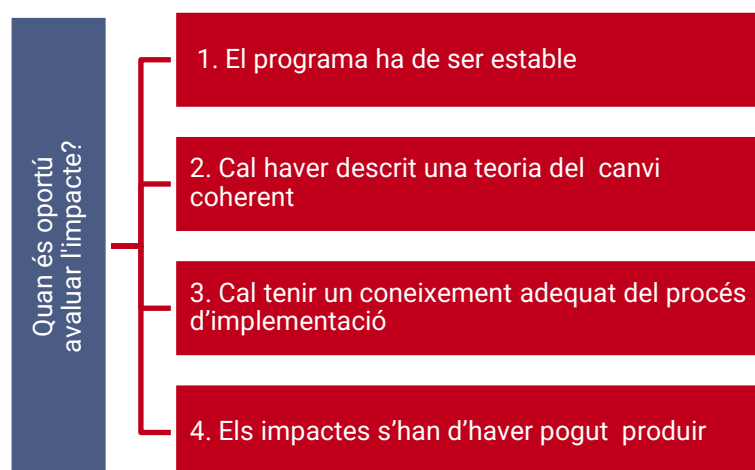 Quan és oportú
avaluar l'impacte?
1. El programa ha de ser estable
2. Cal haver descrit una teoria del canvi
coherent
3. Cal tenir un coneixement adequat del procés
d’implementació
4. Els impactes s’han d’haver pogut produir